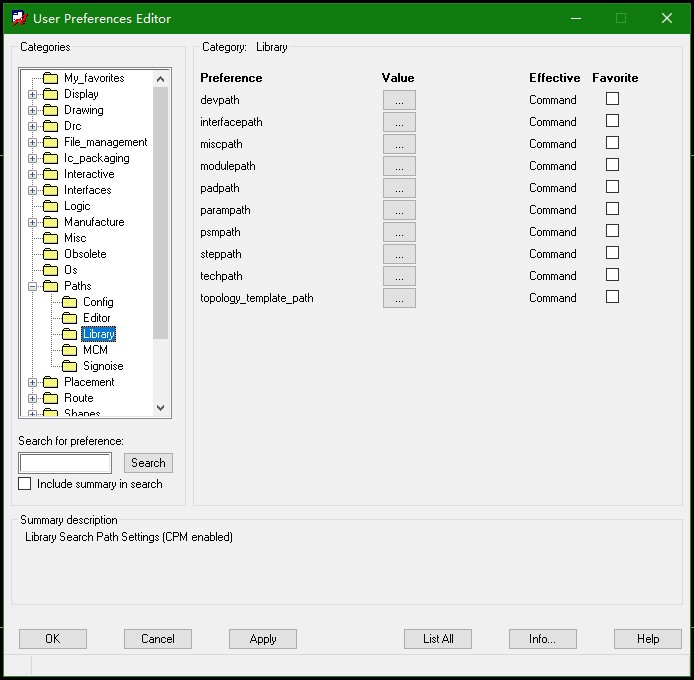 User Preferences Editor
Categories
My_favorites
Display
Drawing
Drc
File_management
Ic_packaging
Interactive
Interfaces
Logic
Manufacture
Misc
Obsolete
Os
Paths
Config
Editor
Library
MCM
Signoise
Placement
Route
Shapes
Search for preference:
Search
Include summary in search
Category: Library
Preference Value Effective Favorite
devpath ... Command
interfacepath ... Command
miscpath ... Command
modulepath ... Command
padpath ... Command
parampath ... Command
psmpath ... Command
steppath ... Command
techpath ... Command
topology_template_path ... Command
Summary description
Library Search Path Settings (CPM enabled)
OK Cancel Apply List All Info... Help